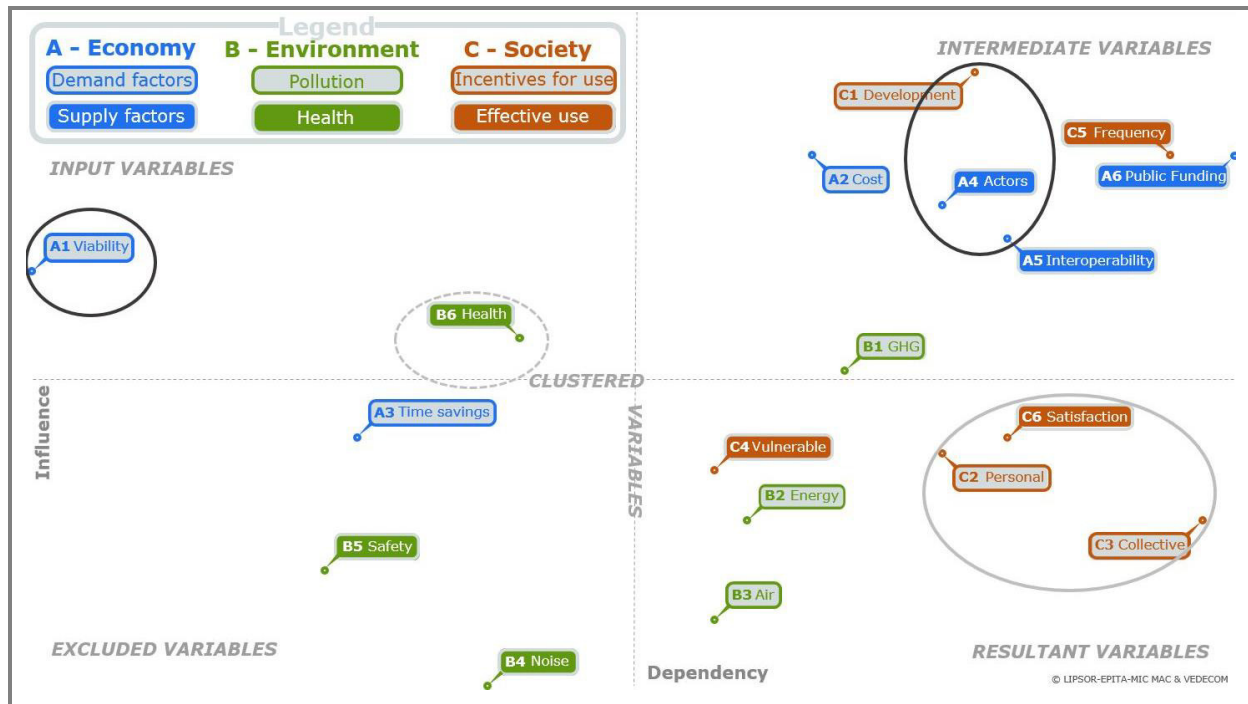 Legend
A - Economy
B - Environment
C - Society
Demand factors
Pollution
Incentives for use
Supply factors
Health
Effective use
INTERMEDIATE VARIABLES
C1 Development
C5 Frequency
INPUT VARIABLES
A2 Cost
A4 Actors
A6 Public Funding
A1 Viability
A5 Interoperability
B6 Health
B1 GHG
CLUSTERED
VARIABLES
Influence
A3 Time savings
C6 Satisfaction
C4 Vulnerable
C2 Personal
B2 Energy
B5 Safety
C3 Collective
B3 Air
EXCLUDED VARIABLES
RESULTANT VARIABLES
B4 Noise
Dependency
© LIPSOR-EPITA-MIC MAC & VEDECOM